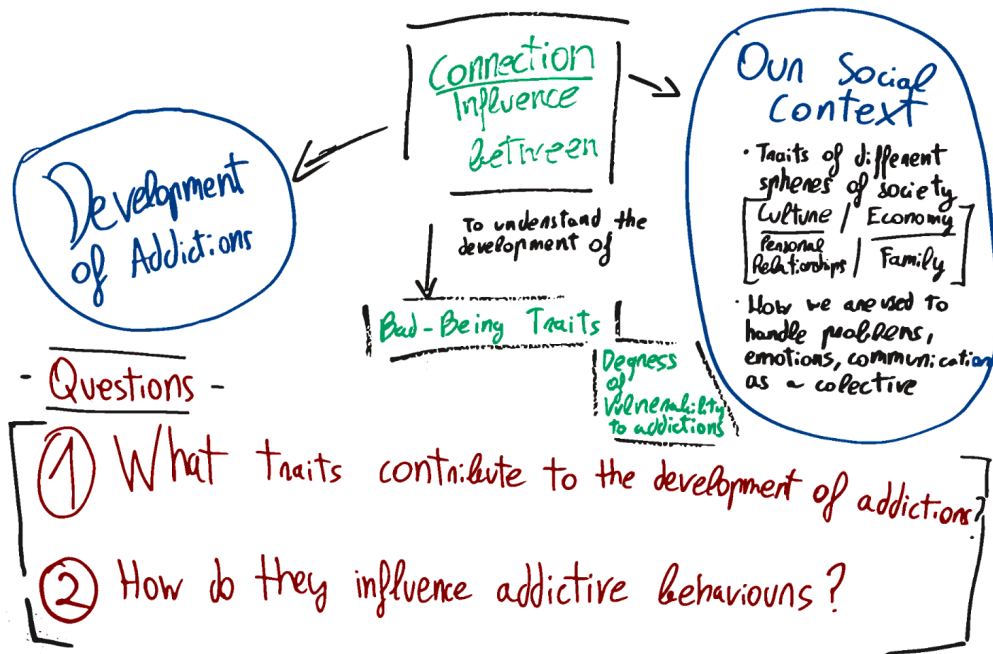 Connection
Influence
between
Our Social
Context
• Traits of different
spheres of society
Culture / Economy
Personal
Relationships / Family
• How we are used to
handle problems,
emotions, communication
as a colective
Development
of Addictions
To understand the
development of
Bad-Being Traits
Degress
of
Vulnerability
to addictions
- Questions -
1 What traits contribute to the development of addictions?
2 How do they influence addictive behaviours?